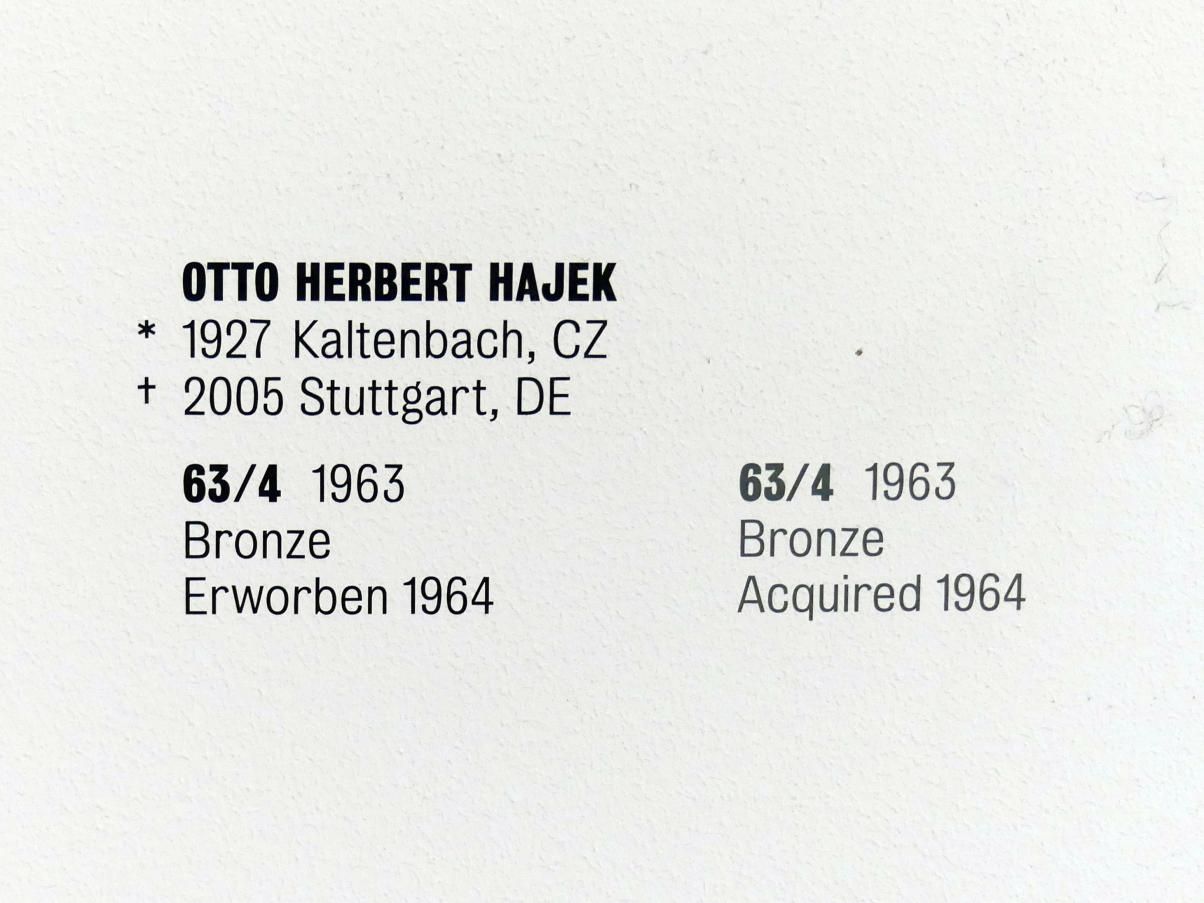 OTTO HERBERT HAJEK
* 1927 Kaltenbach, CZ
† 2005 Stuttgart, DE
63/4 1963
Bronze
Erworben 1964
63/4 1963
Bronze
Acquired 1964